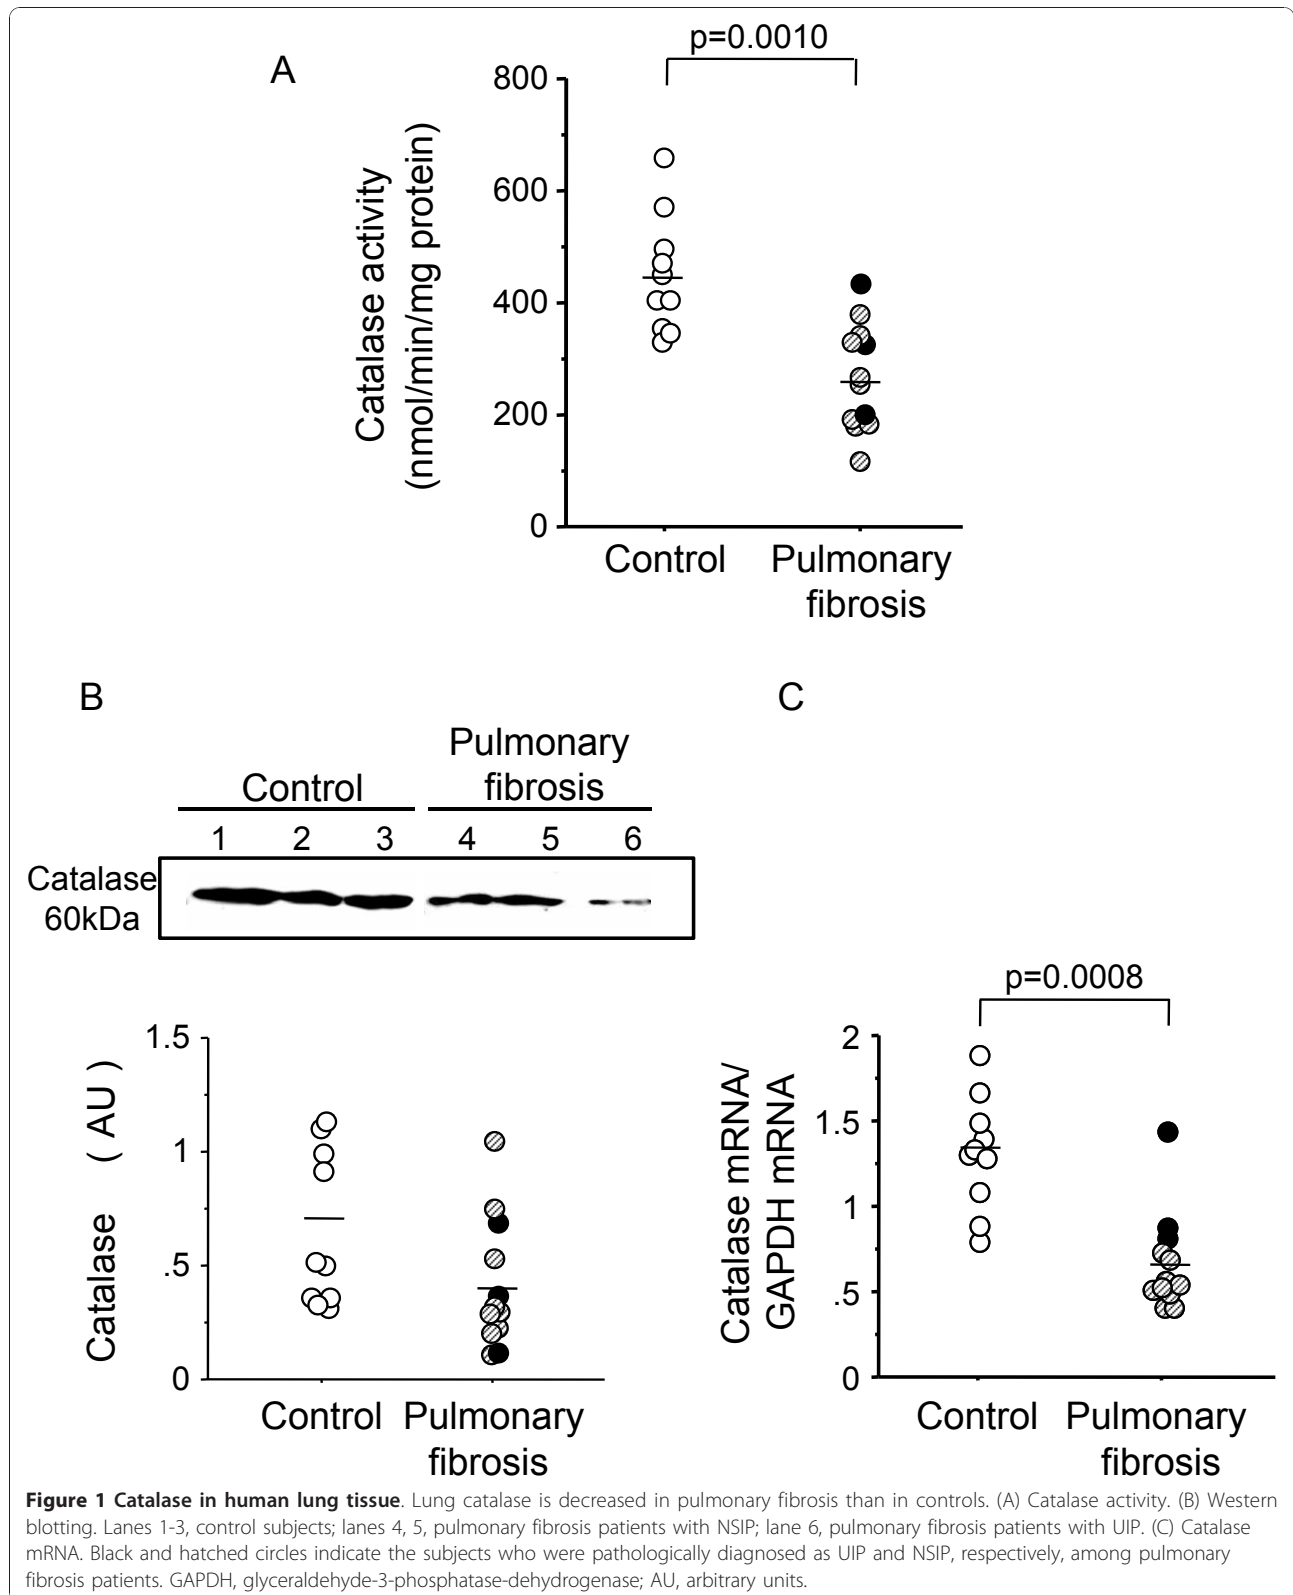 A
p=0.0010
Catalase activity
(nmol/min/mg protein)
800
600
400
200
0
Control
Pulmonary
fibrosis
B
Control
Pulmonary
fibrosis
1 2 3 4 5 6
Catalase
60kDa
Catalase ( AU )
1.5
1
.5
0
Control
Pulmonary
fibrosis
C
p=0.0008
Catalase mRNA/
GAPDH mRNA
2
1.5
1
.5
0
Control
Pulmonary
fibrosis
Figure 1 Catalase in human lung tissue. Lung catalase is decreased in pulmonary fibrosis than in controls. (A) Catalase activity. (B) Western
blotting. Lanes 1-3, control subjects; lanes 4, 5, pulmonary fibrosis patients with NSIP; lane 6, pulmonary fibrosis patients with UIP. (C) Catalase
mRNA. Black and hatched circles indicate the subjects who were pathologically diagnosed as UIP and NSIP, respectively, among pulmonary
fibrosis patients. GAPDH, glyceraldehyde-3-phosphatase-dehydrogenase; AU, arbitrary units.